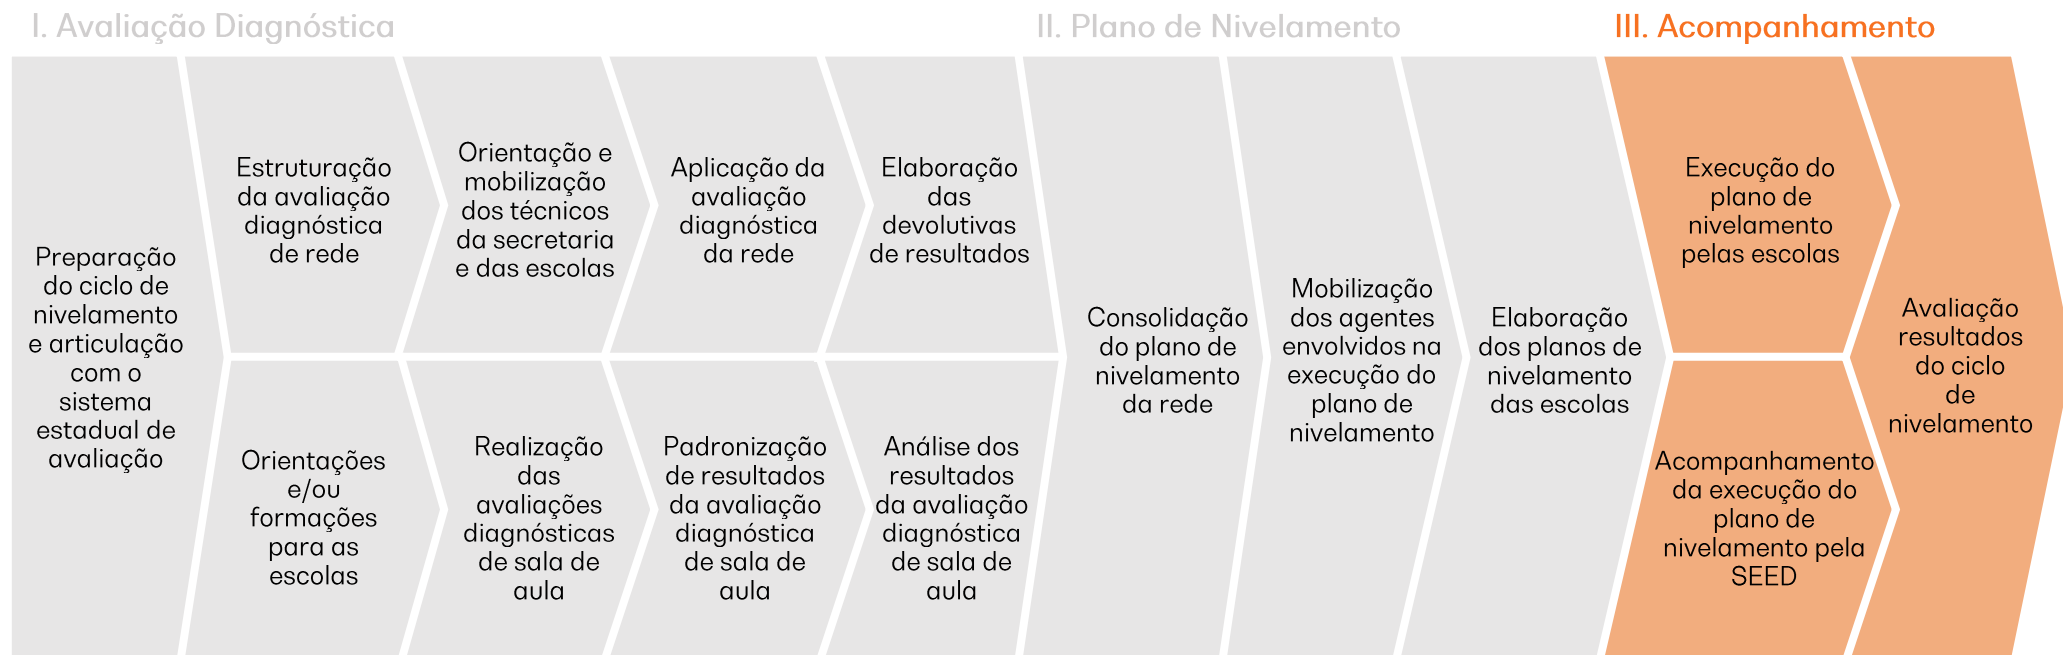 I. Avaliação Diagnóstica
II. Plano de Nivelamento
III. Acompanhamento
Preparação
do ciclo de
nivelamento
e articulação
com o
sistema
estadual de
avaliação
Estruturação
da avaliação
diagnóstica
de rede
Orientação e
mobilização
dos técnicos
da secretaria
e das escolas
Aplicação da
avaliação
diagnóstica
da rede
Elaboração
das
devolutivas
de resultados
Orientações
e/ou
formações
para as
escolas
Realização
das
avaliações
diagnósticas
de sala de
aula
Padronização
de resultados
da avaliação
diagnóstica
de sala de
aula
Análise dos
resultados
da avaliação
diagnóstica
de sala de
aula
Consolidação
do plano de
nivelamento
da rede
Mobilização
dos agentes
envolvidos na
execução do
plano de
nivelamento
Elaboração
dos planos de
nivelamento
das escolas
Execução do
plano de
nivelamento
pelas escolas
Acompanhamento
da execução do
plano de
nivelamento pela
SEED
Avaliação
resultados
do ciclo
de
nivelamento